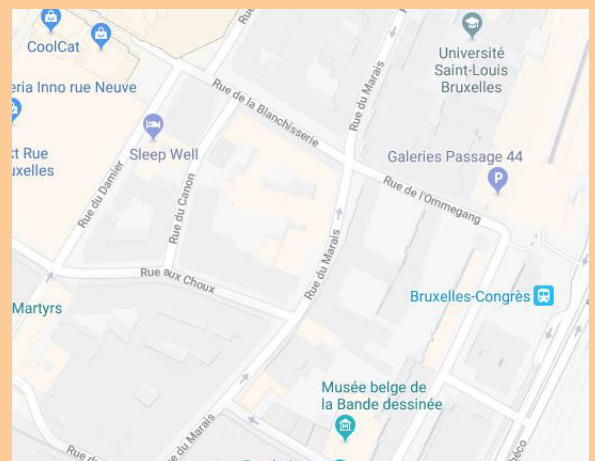 CoolCat
Université
Saint-Louis
Bruxelles
eria Inno rue Neuve
Rue
Rue du Marais
Rue de la Blanchisserie
Sleep Well
Galeries Passage 44
P
Rue
uxelles
Rue du Damier
Rue du Canon
Rue de l'Ommegang
Rue du Marais
Rue aux Choux
Bruxelles-Congrès
Martyrs
Musée belge de
la Bande dessinée
Rue du Marais
Rue